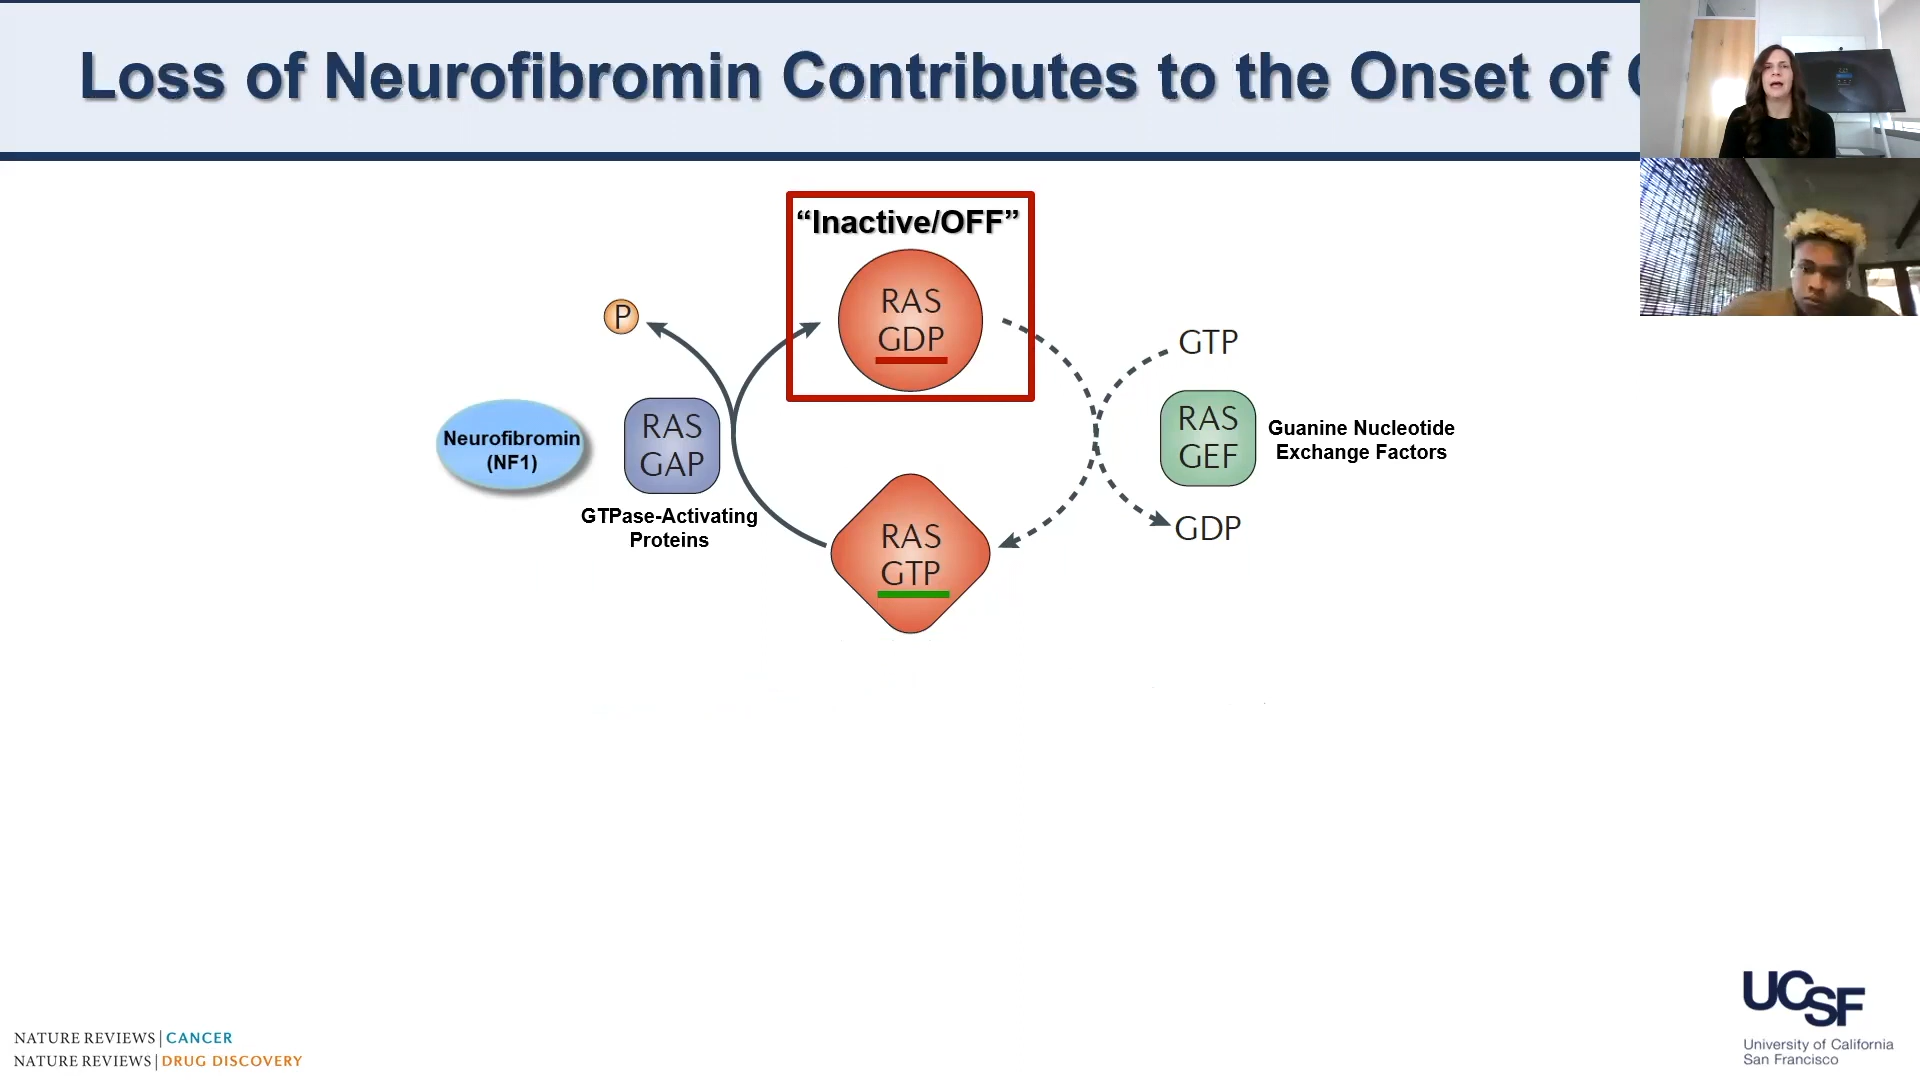 Loss of Neurofibromin Contributes to the Onset of
“Inactive/OFF”
RAS
GDP
P
GTP
Neurofibromin
(NF1)
RAS
GAP
RAS
GEF
Guanine Nucleotide
Exchange Factors
GTPase-Activating
Proteins
RAS
GTP
GDP
NATURE REVIEWS | CANCER
NATURE REVIEWS | DRUG DISCOVERY
UCSF
University of California
San Francisco